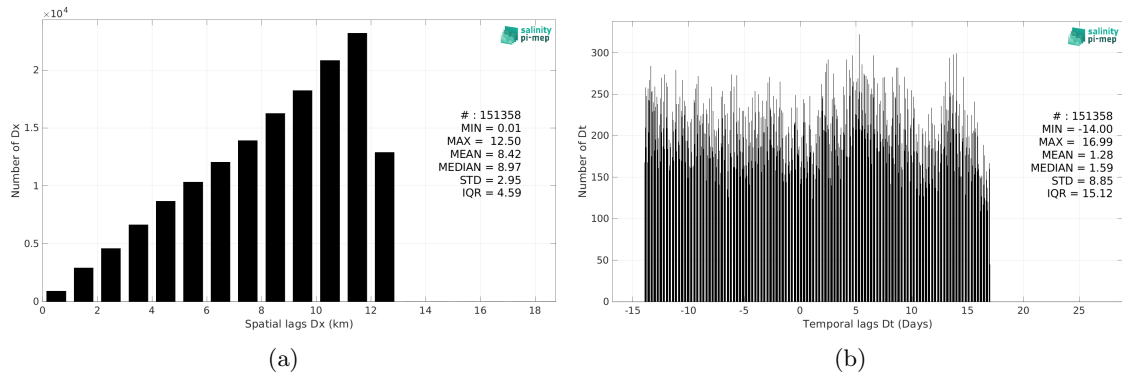 ×10⁴
salinity
pi-mep
Number of Dx
2
1.5
1
0.5
0
# : 151358
MIN = 0.01
MAX = 12.50
MEAN = 8.42
MEDIAN = 8.97
STD = 2.95
IQR = 4.59
0 2 4 6 8 10 12 14 16 18
Spatial lags Dx (km)
(a)
salinity
pi-mep
Number of Dt
300
250
200
150
100
50
0
# : 151358
MIN = -14.00
MAX = 16.99
MEAN = 1.28
MEDIAN = 1.59
STD = 8.85
IQR = 15.12
-15 -10 -5 0 5 10 15 20 25
Temporal lags Dt (Days)
(b)